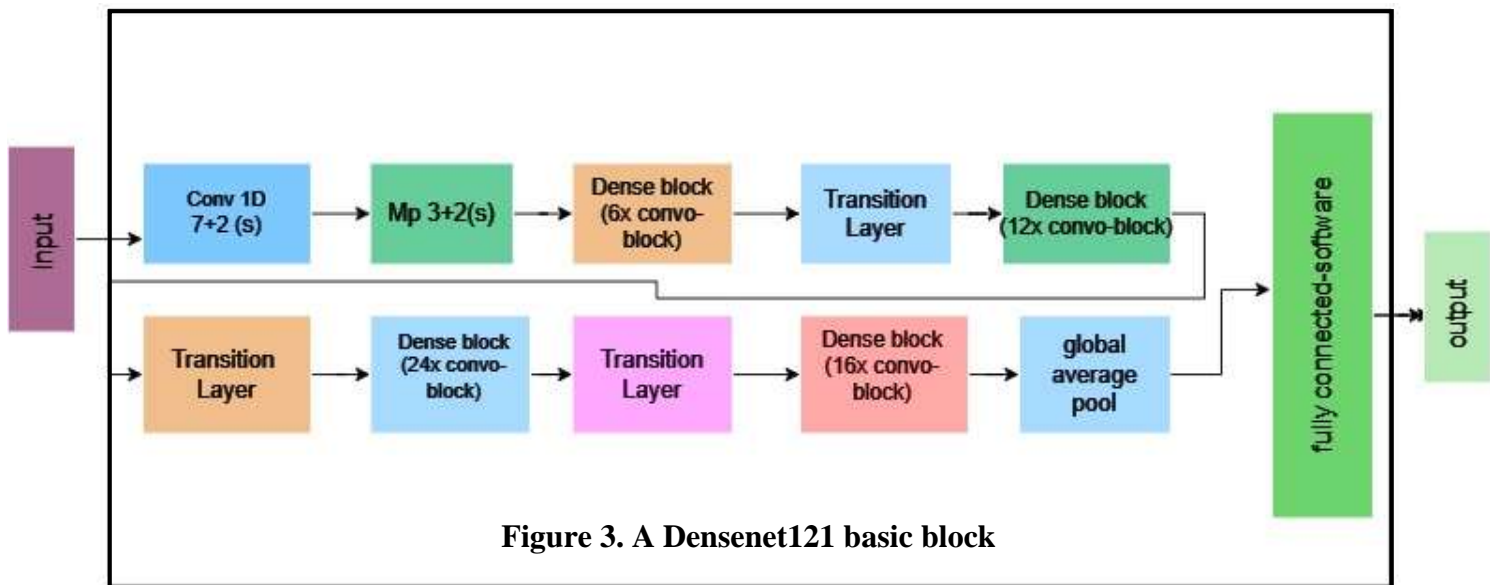 Input
Conv 1D
7+2 (s)
Mp 3+2(s)
Dense block
(6x convo-
block)
Transition
Layer
Dense block
(12x convo-block)
Transition
Layer
Dense block
(24x convo-
block)
Transition
Layer
Dense block
(16x convo-
block)
global
average
pool
fully connected-software
output
Figure 3. A Densenet121 basic block